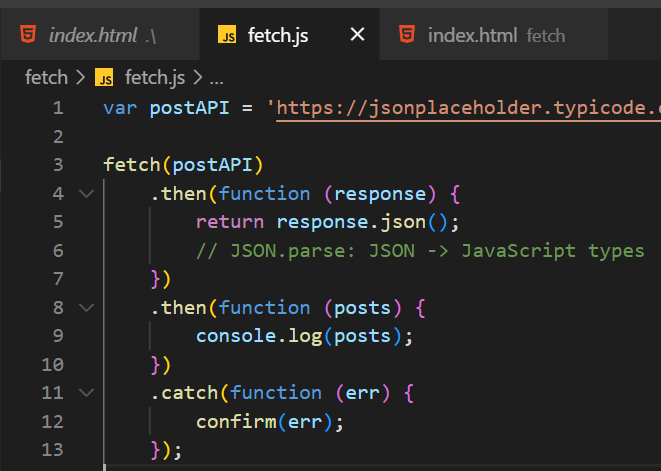 index.html .\
JS fetch.js ×
index.html fetch
fetch > JS fetch.js > ...
1 var postAPI = 'https://jsonplaceholder.typicode.
2
3 fetch(postAPI)
4 .then(function (response) {
5 return response.json();
6 // JSON.parse: JSON -> JavaScript types
7 })
8 .then(function (posts) {
9 console.log(posts);
10 })
11 .catch(function (err) {
12 confirm(err);
13 });